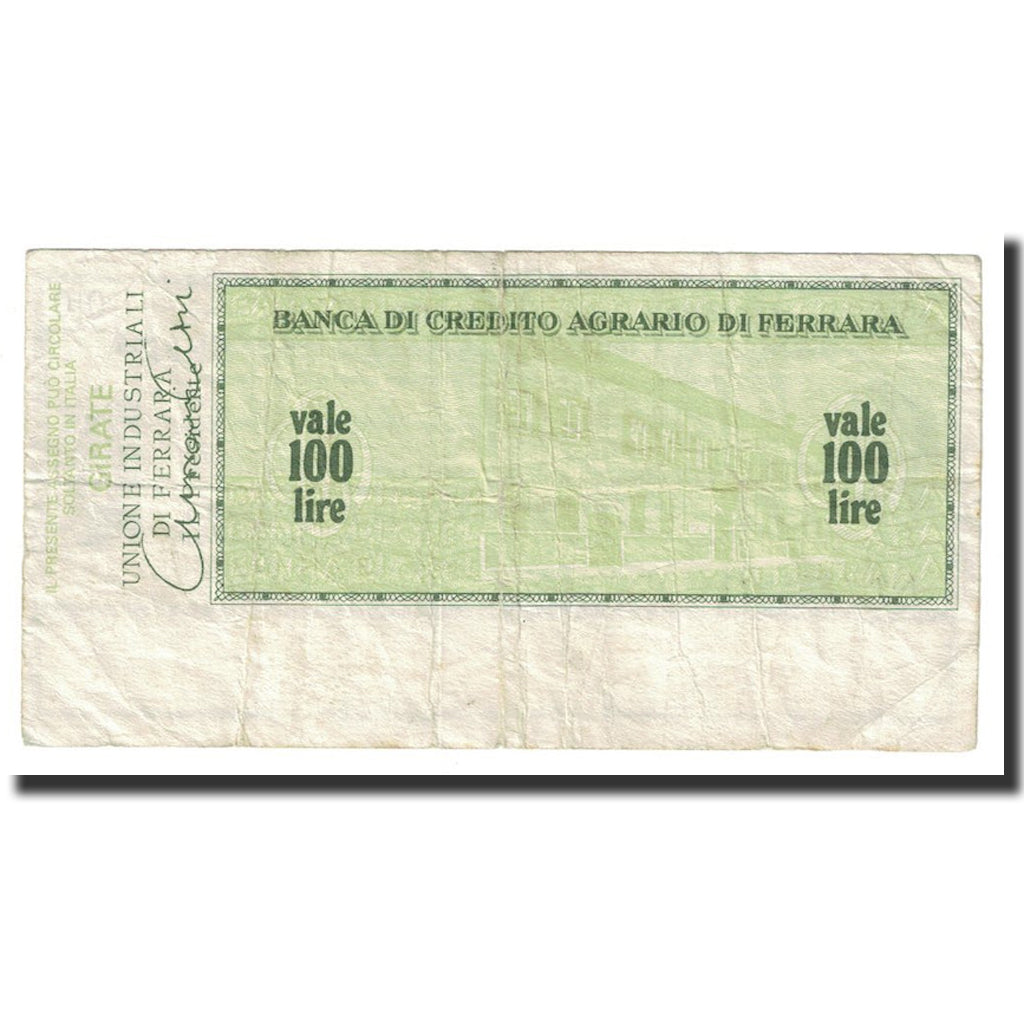 IL PRESENTE ASSEGNO PUÒ CIRCOLARE
SOLTANTO IN ITALIA
GIRATE
UNIONE INDUSTRIALI
DI FERRARA
BANCA DI CREDITO AGRARIO DI FERRARA
vale
100
lire
vale
100
lire